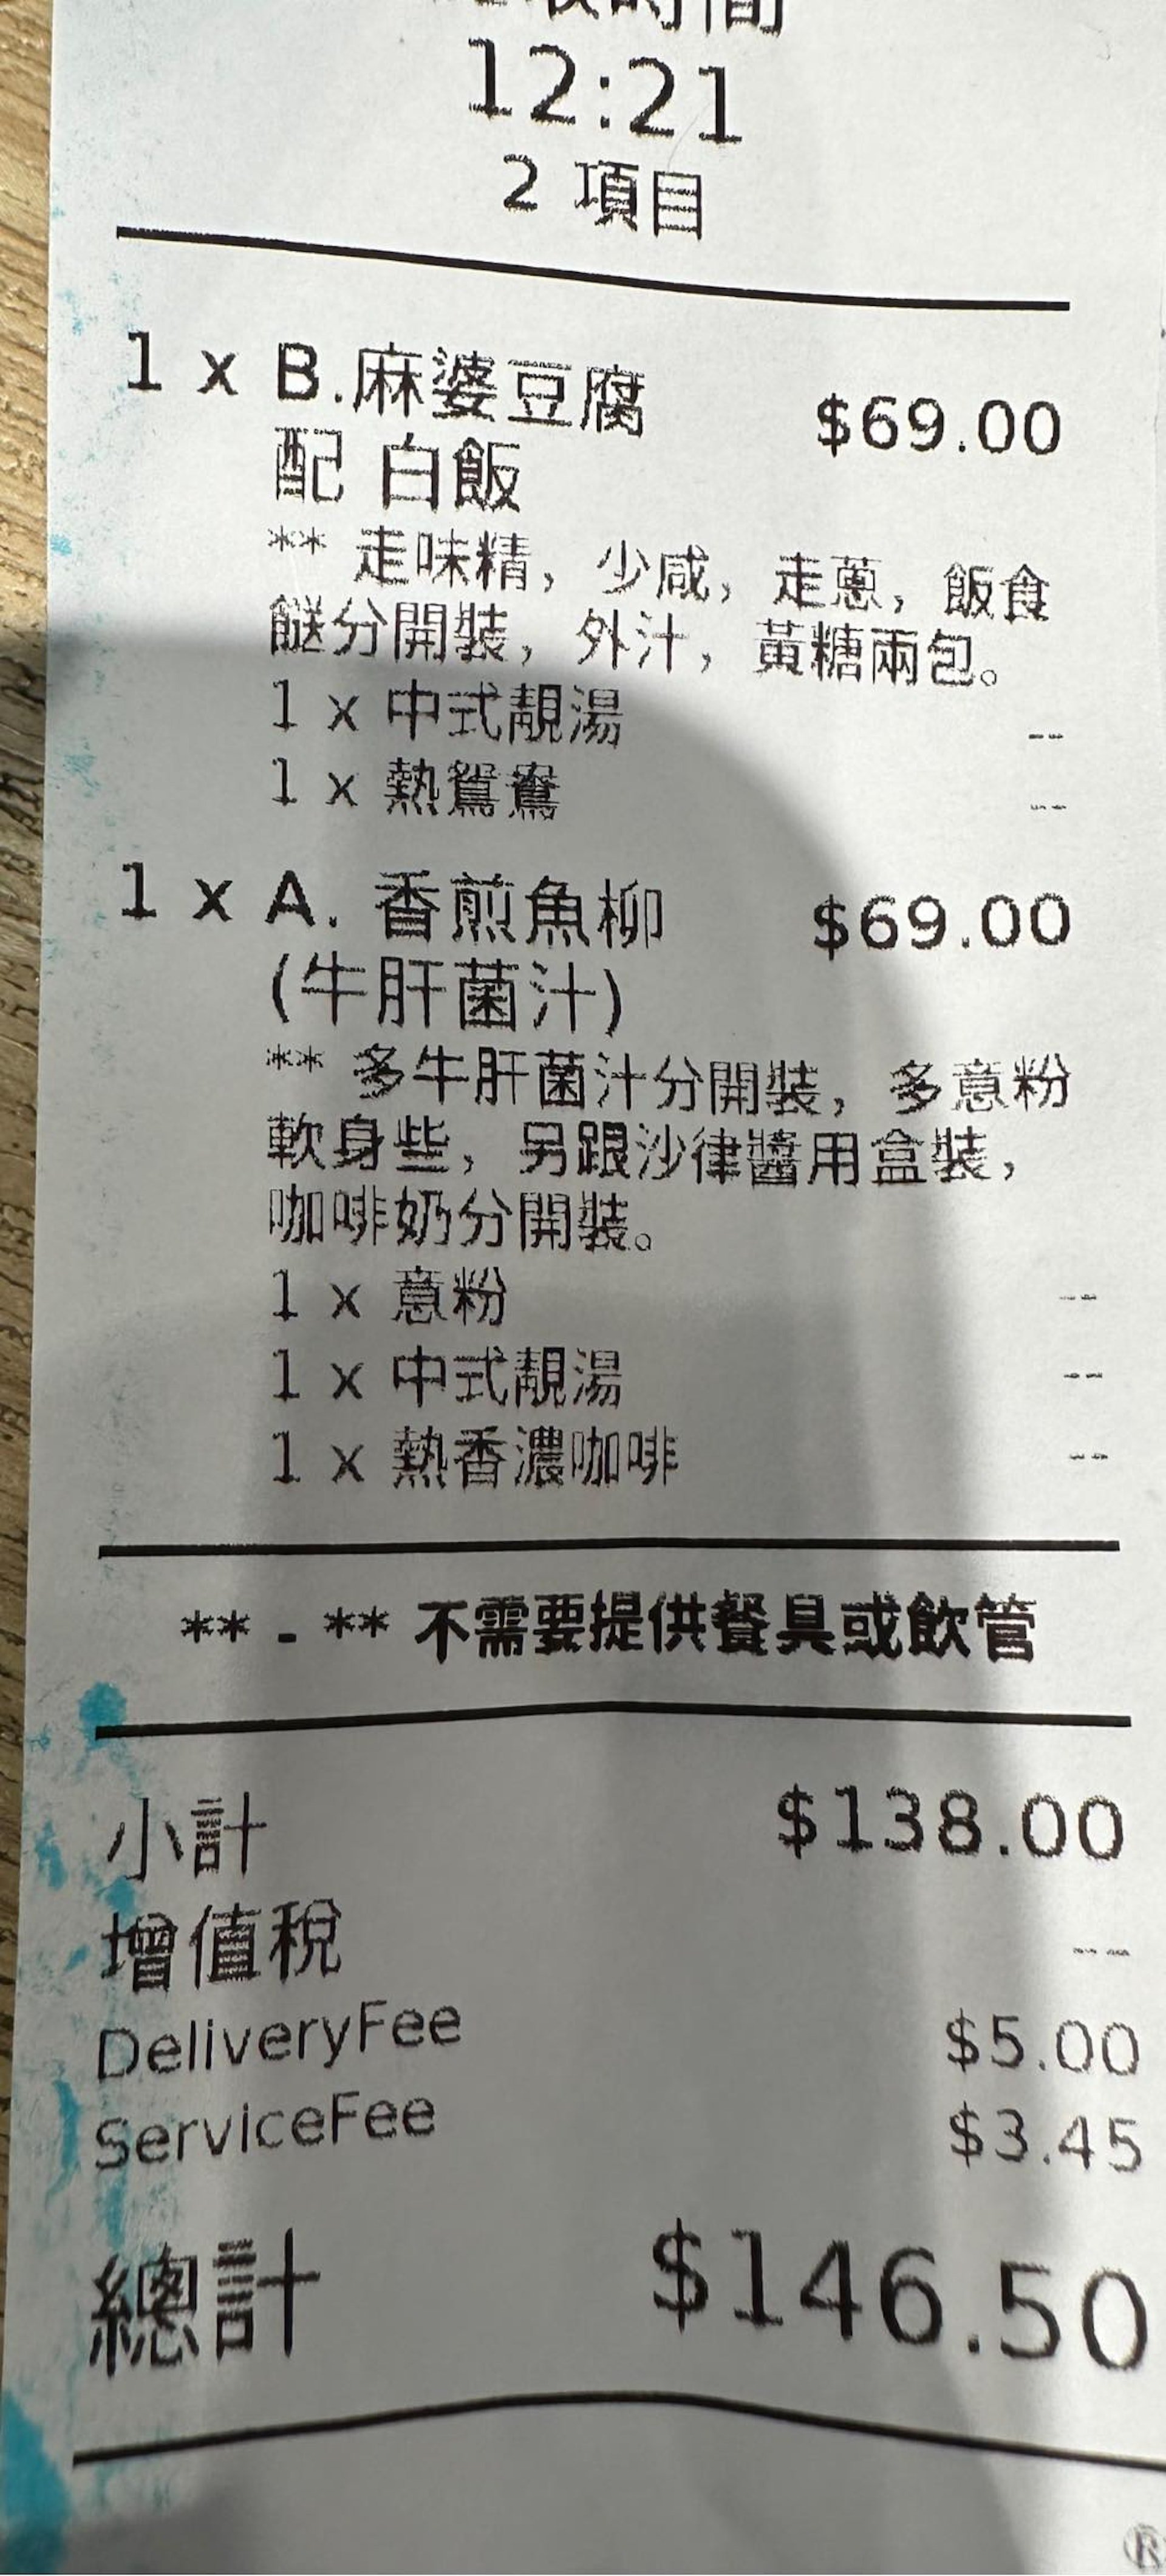 時間
12:21
2 項目
1 x B.麻婆豆腐 $69.00
配 白飯
** 走味精，少咸，走蔥，飯食
餸分開裝，外汁，黃糖兩包。
1 x 中式靚湯 --
1 x 熱鴛鴦 --
1 x A. 香煎魚柳 $69.00
(牛肝菌汁)
** 多牛肝菌汁分開裝，多意粉
軟身些，另跟沙律醬用盒裝，
咖啡奶分開裝。
1 x 意粉 --
1 x 中式靚湯 --
1 x 熱香濃咖啡 --
** - ** 不需要提供餐具或飲管
小計 $138.00
增值稅 --
DeliveryFee $5.00
ServiceFee $3.45
總計 $146.50
®